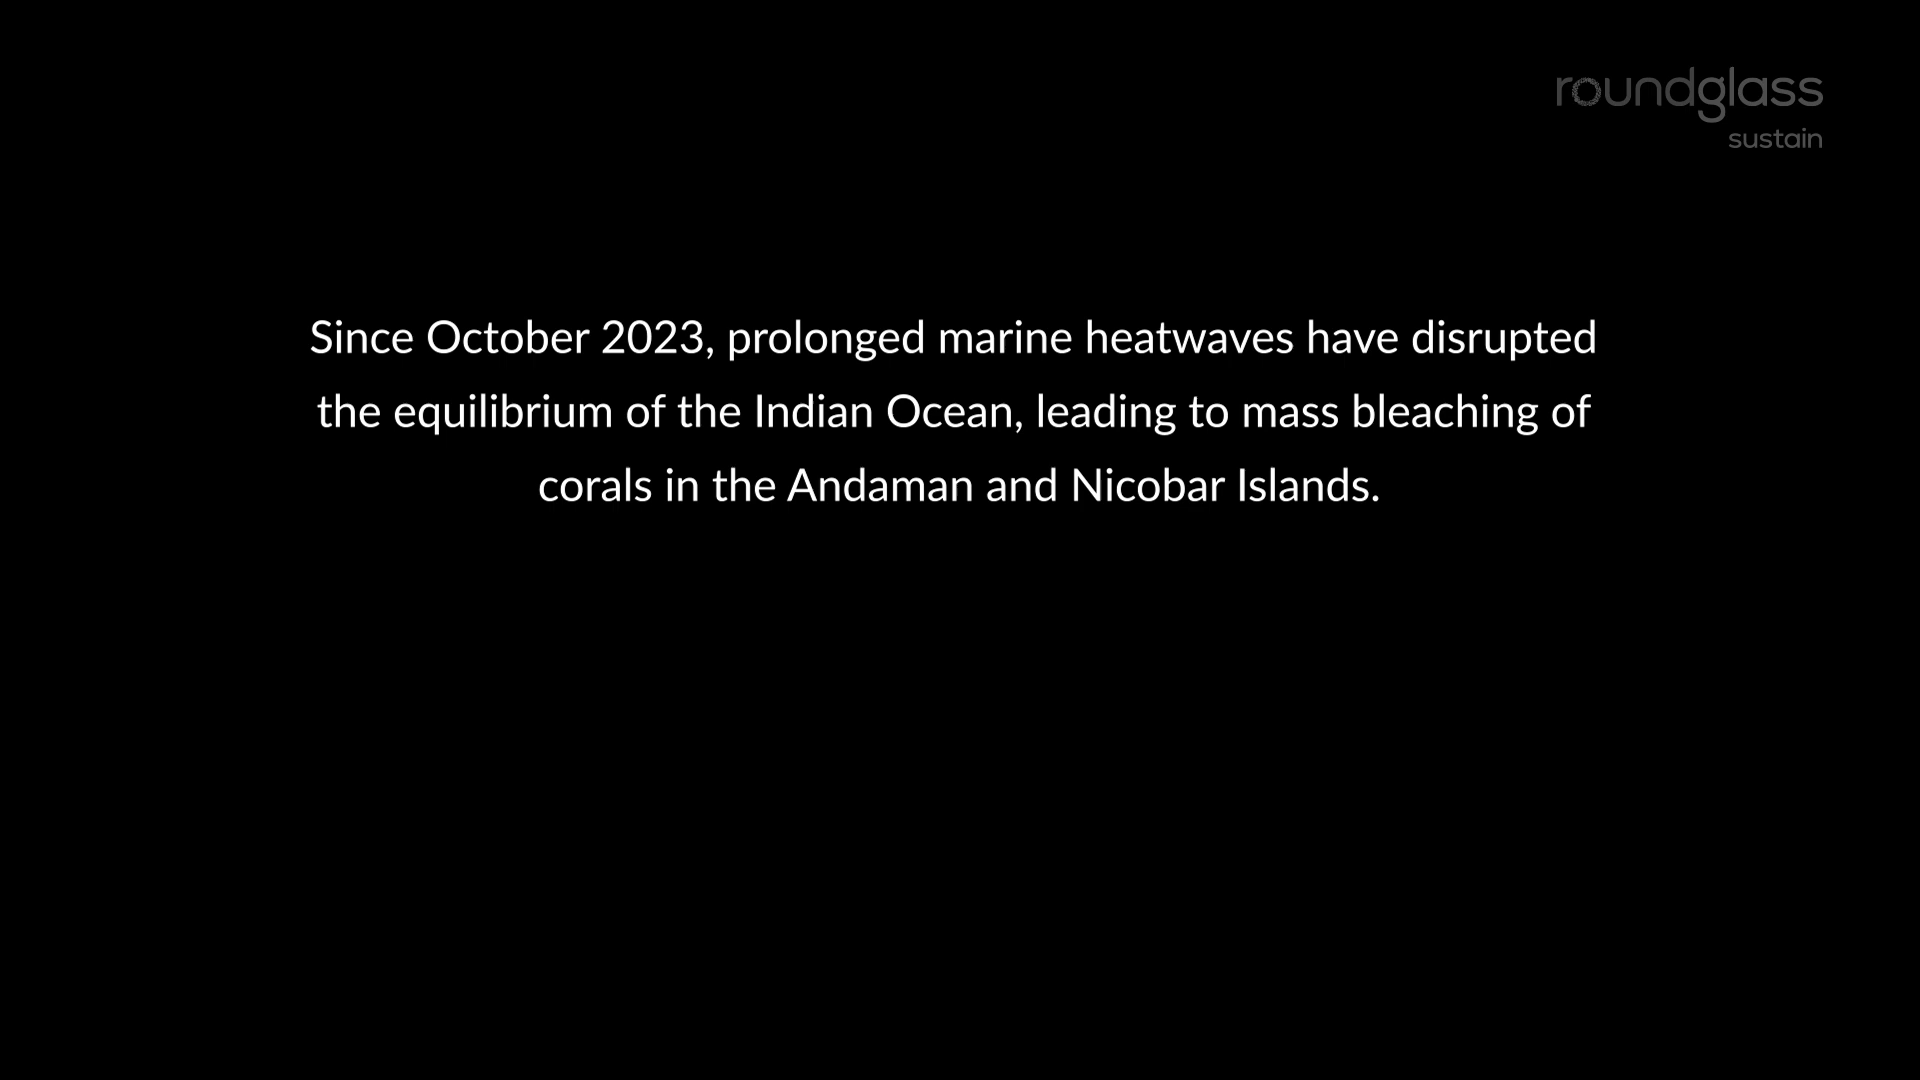 roundglass
sustain
Since October 2023, prolonged marine heatwaves have disrupted
the equilibrium of the Indian Ocean, leading to mass bleaching of
corals in the Andaman and Nicobar Islands.